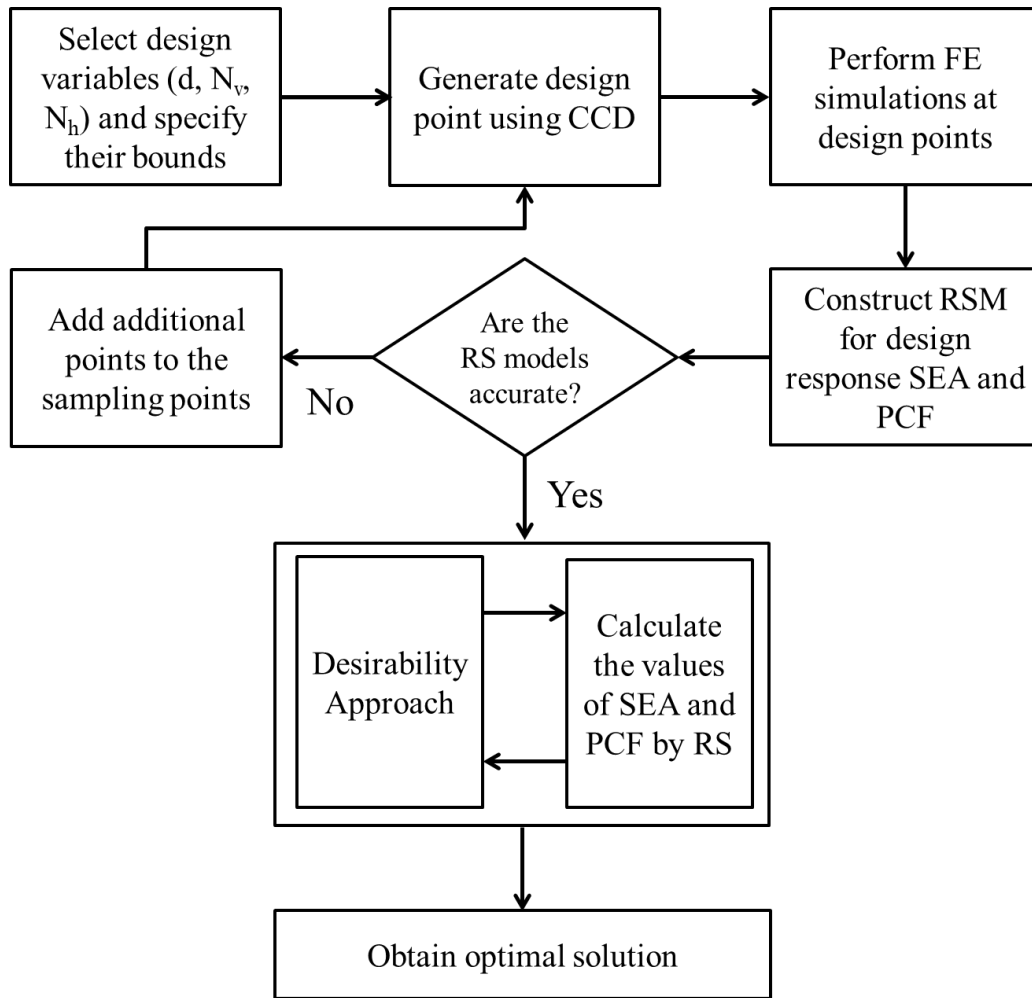 Select design
variables (d, Nv,
Nh) and specify
their bounds
Generate design
point using CCD
Perform FE
simulations at
design points
Add additional
points to the
sampling points
No
Are the
RS models
accurate?
Construct RSM
for design
response SEA and
PCF
Yes
Desirability
Approach
Calculate
the values
of SEA and
PCF by RS
Obtain optimal solution